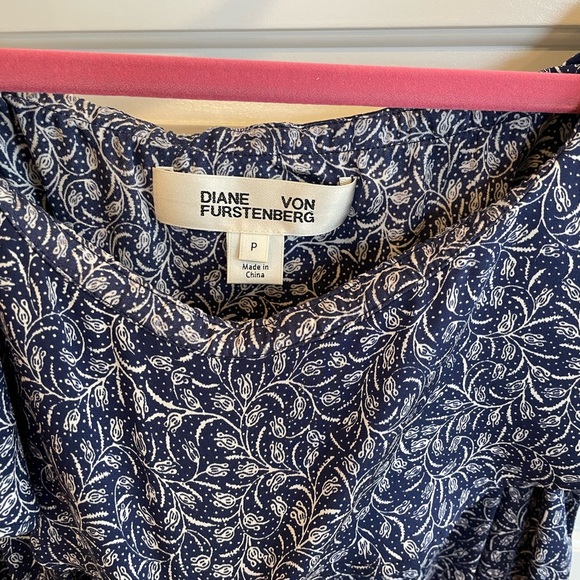 DIANE VON
FURSTENBERG
P
Made in
China